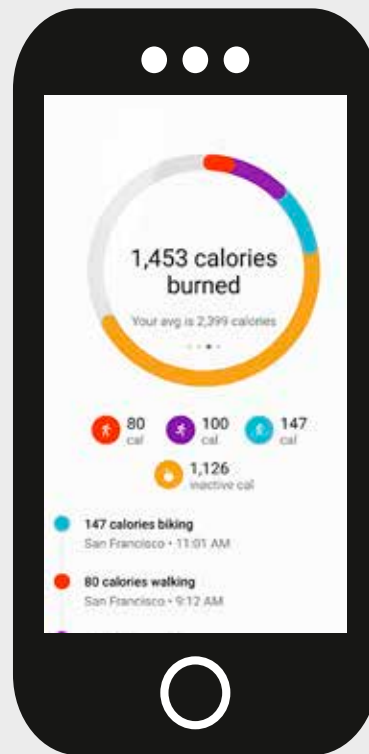 1,453 calories
burned
Your avg is 2,399 calories
80
cal
100
cal
147
cal
1,126
inactive cal
147 calories biking
San Francisco • 11:01 AM
80 calories walking
San Francisco • 9:12 AM